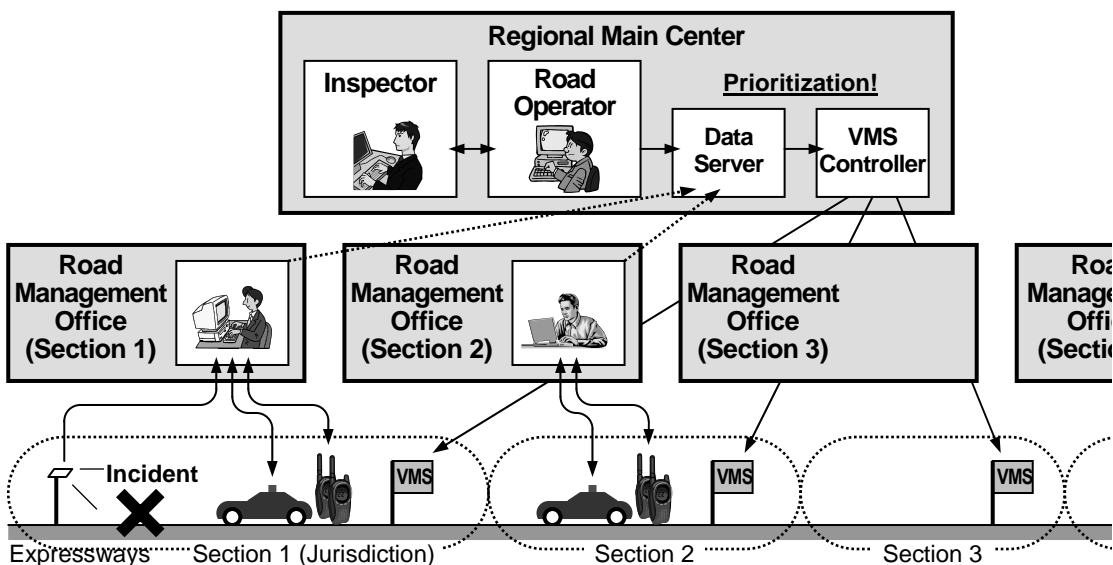 Regional Main Center
Inspector
Road
Operator
Prioritization!
Data
Server
VMS
Controller
Road
Management
Office
(Section 1)
Road
Management
Office
(Section 2)
Road
Management
Office
(Section 3)
Incident
VMS
VMS
VMS
Expressways
Section 1 (Jurisdiction)
Section 2
Section 3